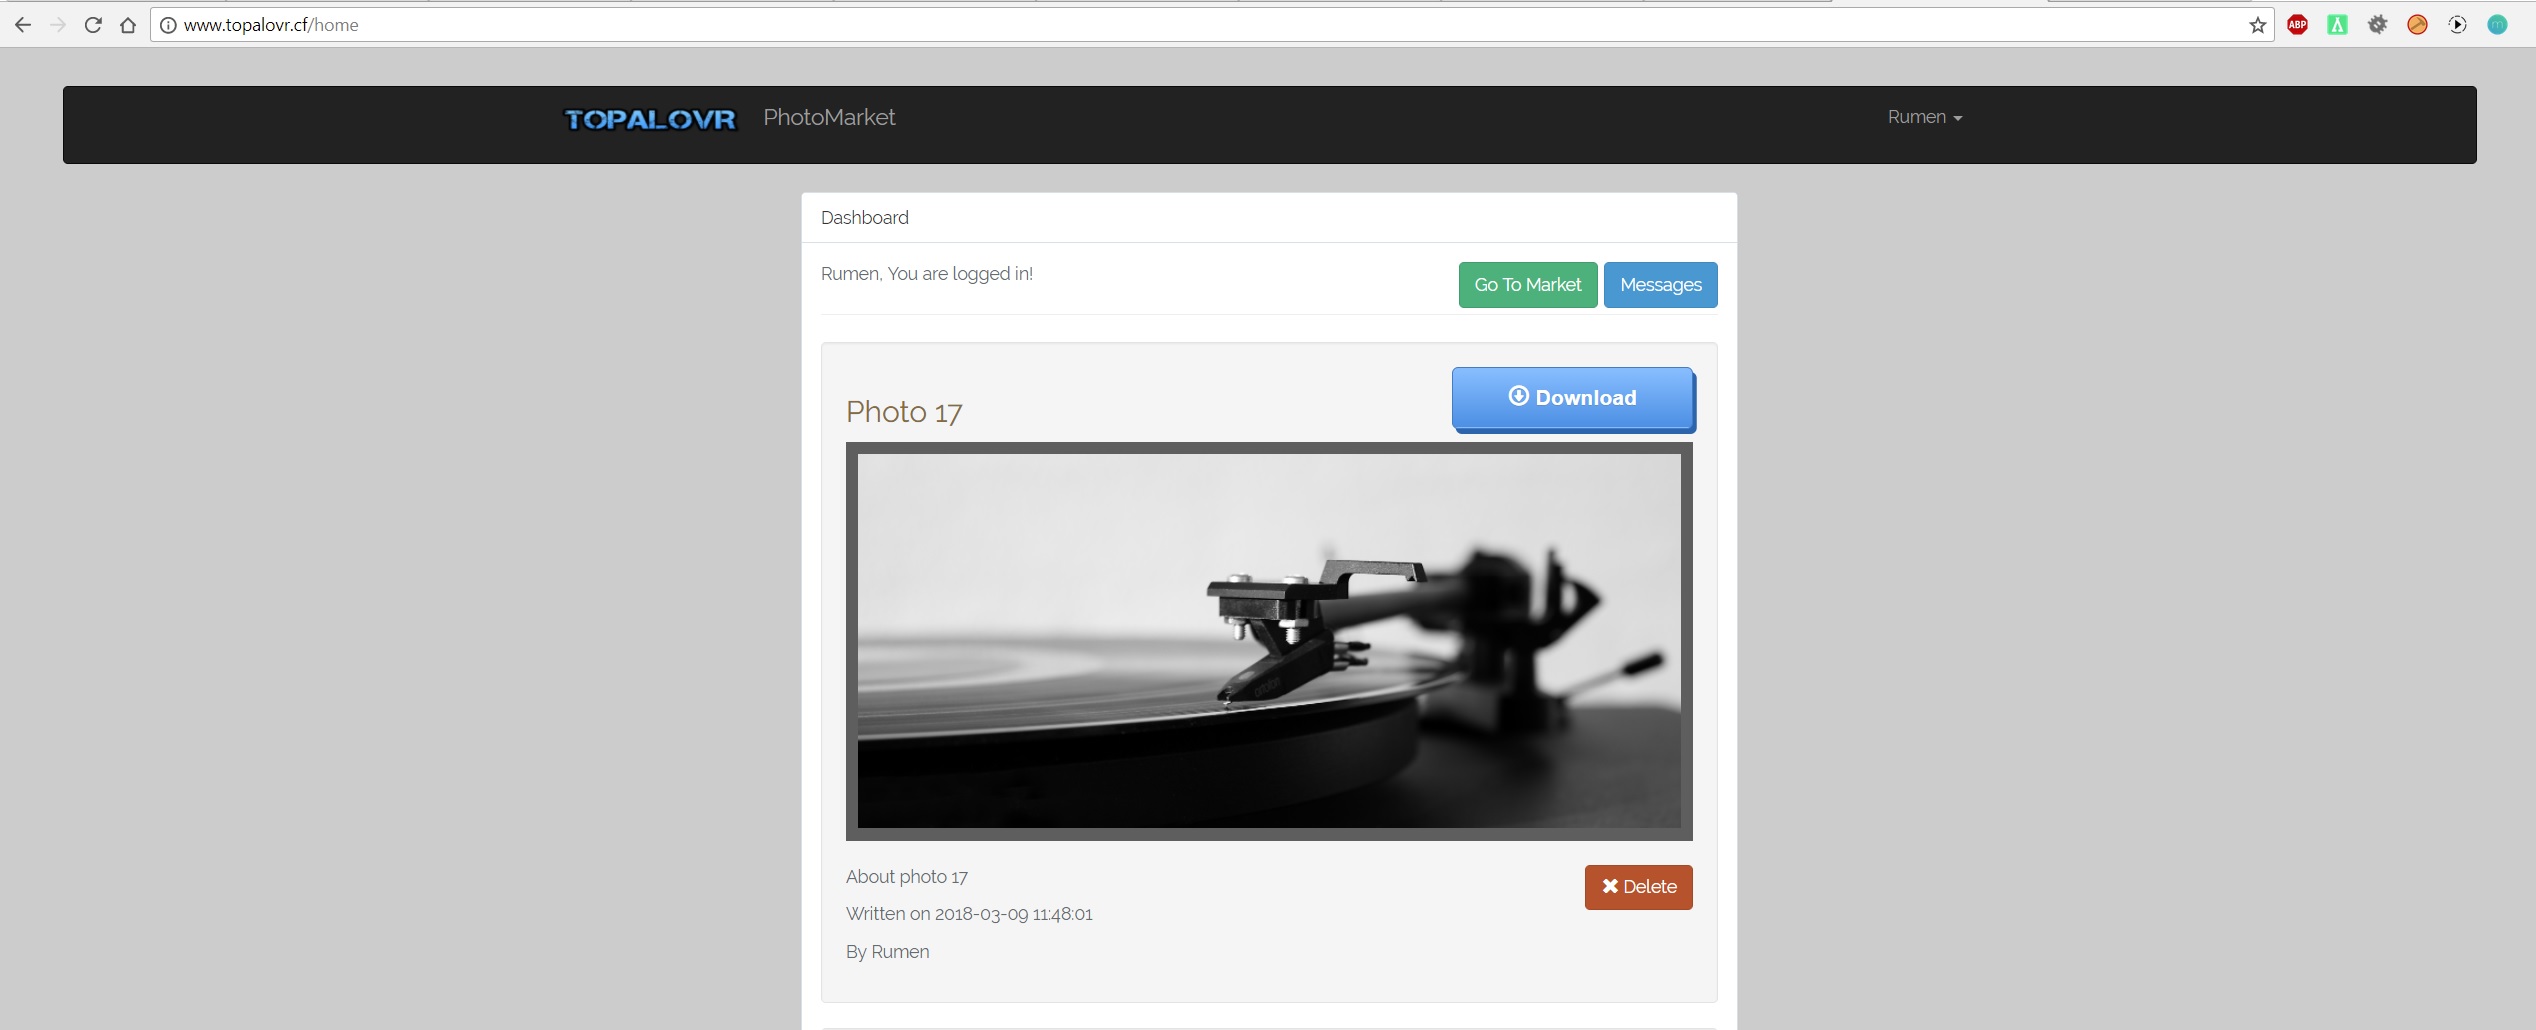 www.topalovr.cf/home
ABP
m
TOPALOVR PhotoMarket Rumen
Dashboard
Rumen, You are logged in! Go To Market Messages
Photo 17 Download
ortofon
About photo 17 Delete
Written on 2018-03-09 11:48:01
By Rumen